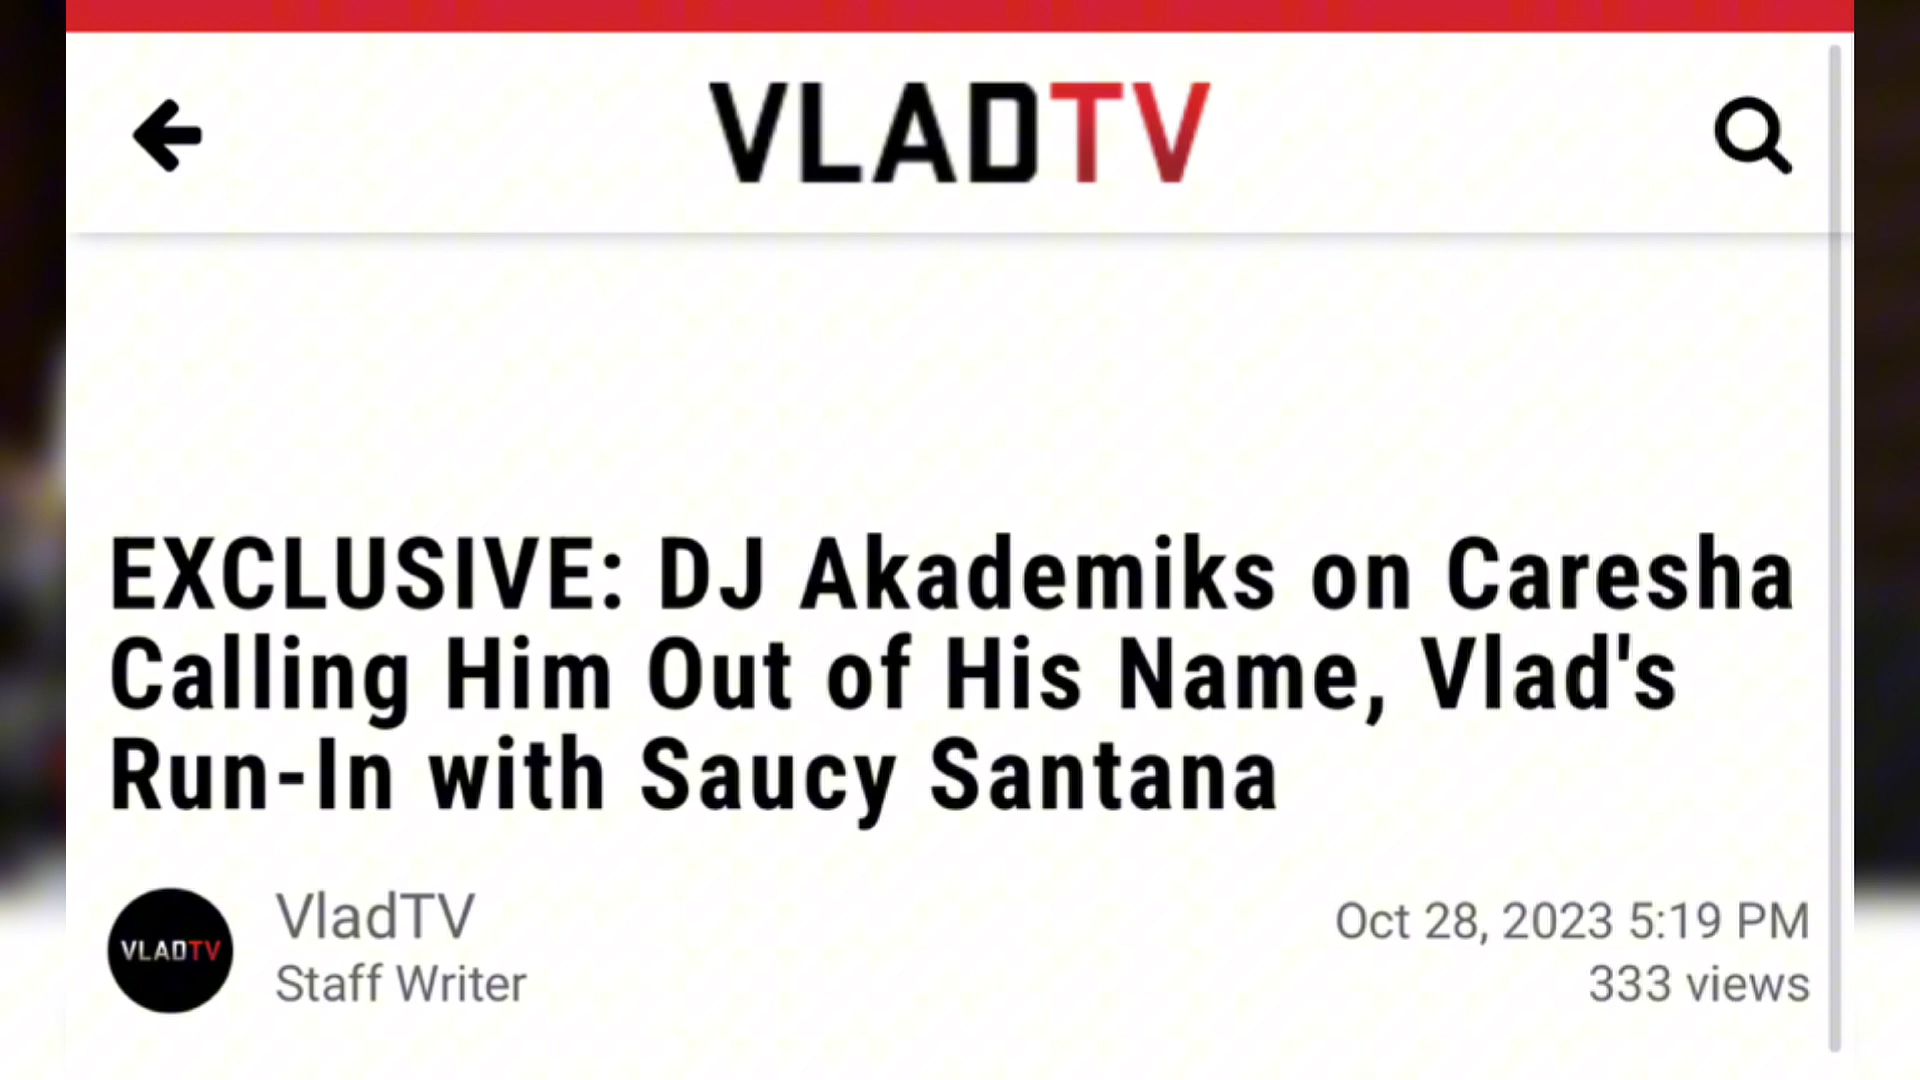 VLADTV
EXCLUSIVE: DJ Akademiks on Caresha
Calling Him Out of His Name, Vlad's
Run-In with Saucy Santana
VLADTV
VladTV
Staff Writer
Oct 28, 2023 5:19 PM
333 views